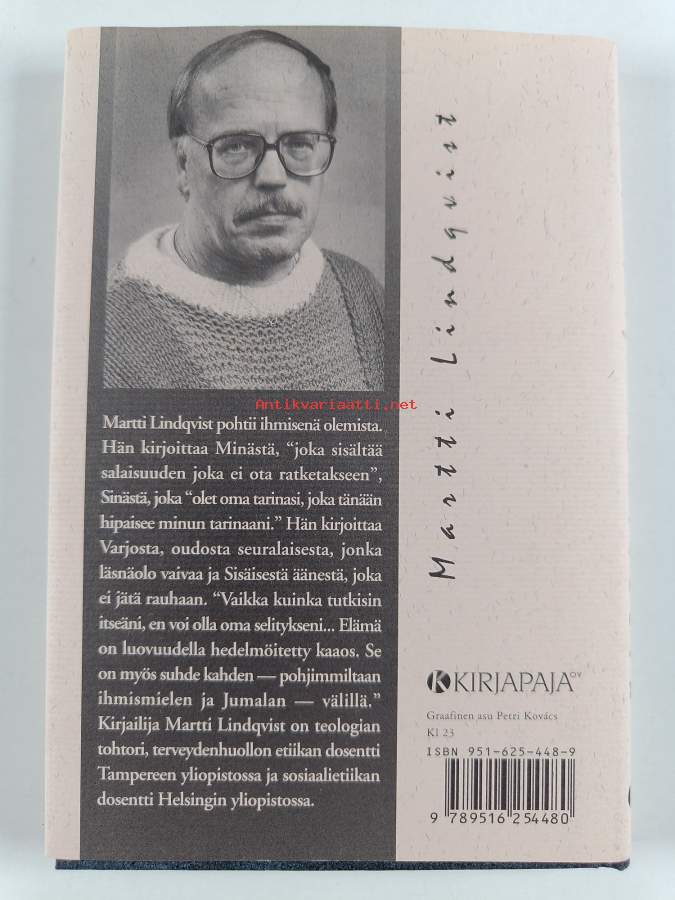 Antikvariaatti.net
Martti Lindqvist pohtii ihmisenä olemista.
Hän kirjoittaa Minästä, “joka sisältää
salaisuuden joka ei ota ratketakseen”,
Sinästä, joka “olet oma tarinasi, joka tänään
hipaisee minun tarinaani.” Hän kirjoittaa
Varjosta, oudosta seuralaisesta, jonka
läsnäolo vaivaa ja Sisäisestä äänestä, joka
ei jätä rauhaan. “Vaikka kuinka tutkisin
itseäni, en voi olla oma selitykseni... Elämä
on luovuudella hedelmöitetty kaaos. Se
on myös suhde kahden — pohjimmiltaan
ihmismielen ja Jumalan — välillä.”
Kirjailija Martti Lindqvist on teologian
tohtori, terveydenhuollon etiikan dosentti
Tampereen yliopistossa ja sosiaalietiikan
dosentti Helsingin yliopistossa.
Martti Lindqvist
KIRJAPAJA OY
Graafinen asu Petri Kovács
Kl 23
ISBN 951-625-448-9
9 789516 254480